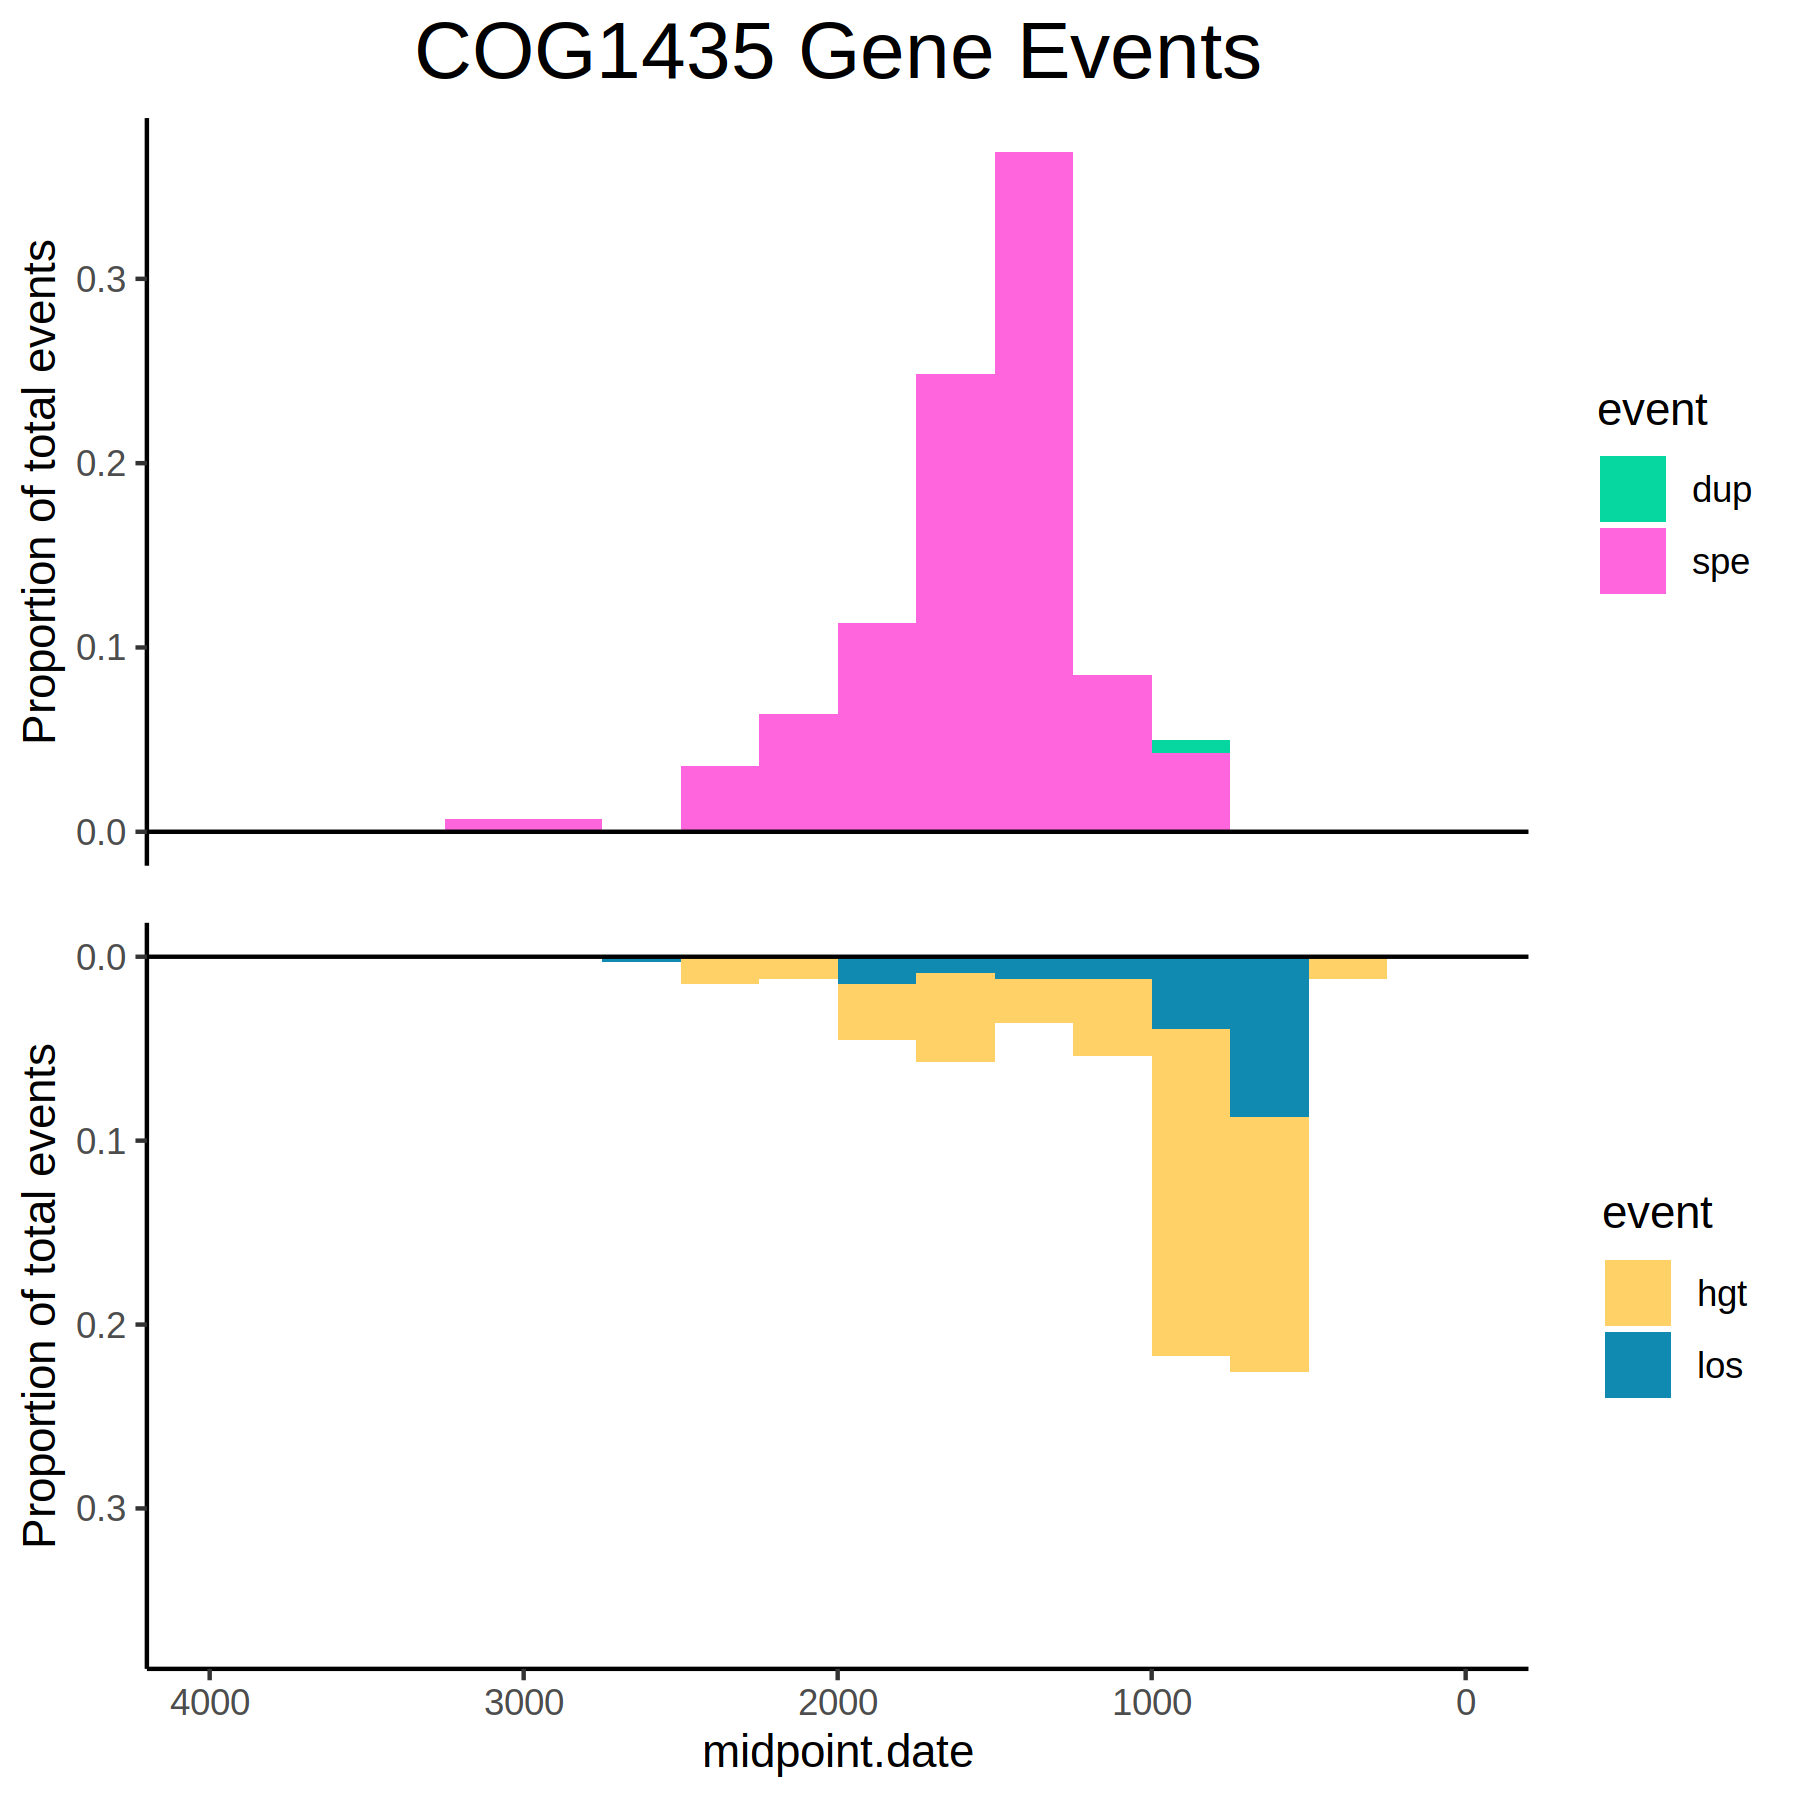 COG1435 Gene Events
Proportion of total events
0.3
0.2
0.1
0.0
event
dup
spe
Proportion of total events
0.0
0.1
0.2
0.3
event
hgt
los
4000 3000 2000 1000 0
midpoint.date